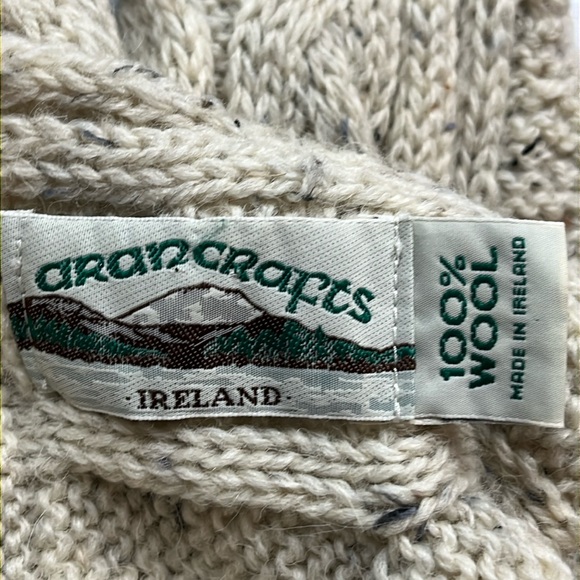 arancrafts
·IRELAND·
100%
WOOL
MADE IN IRELAND